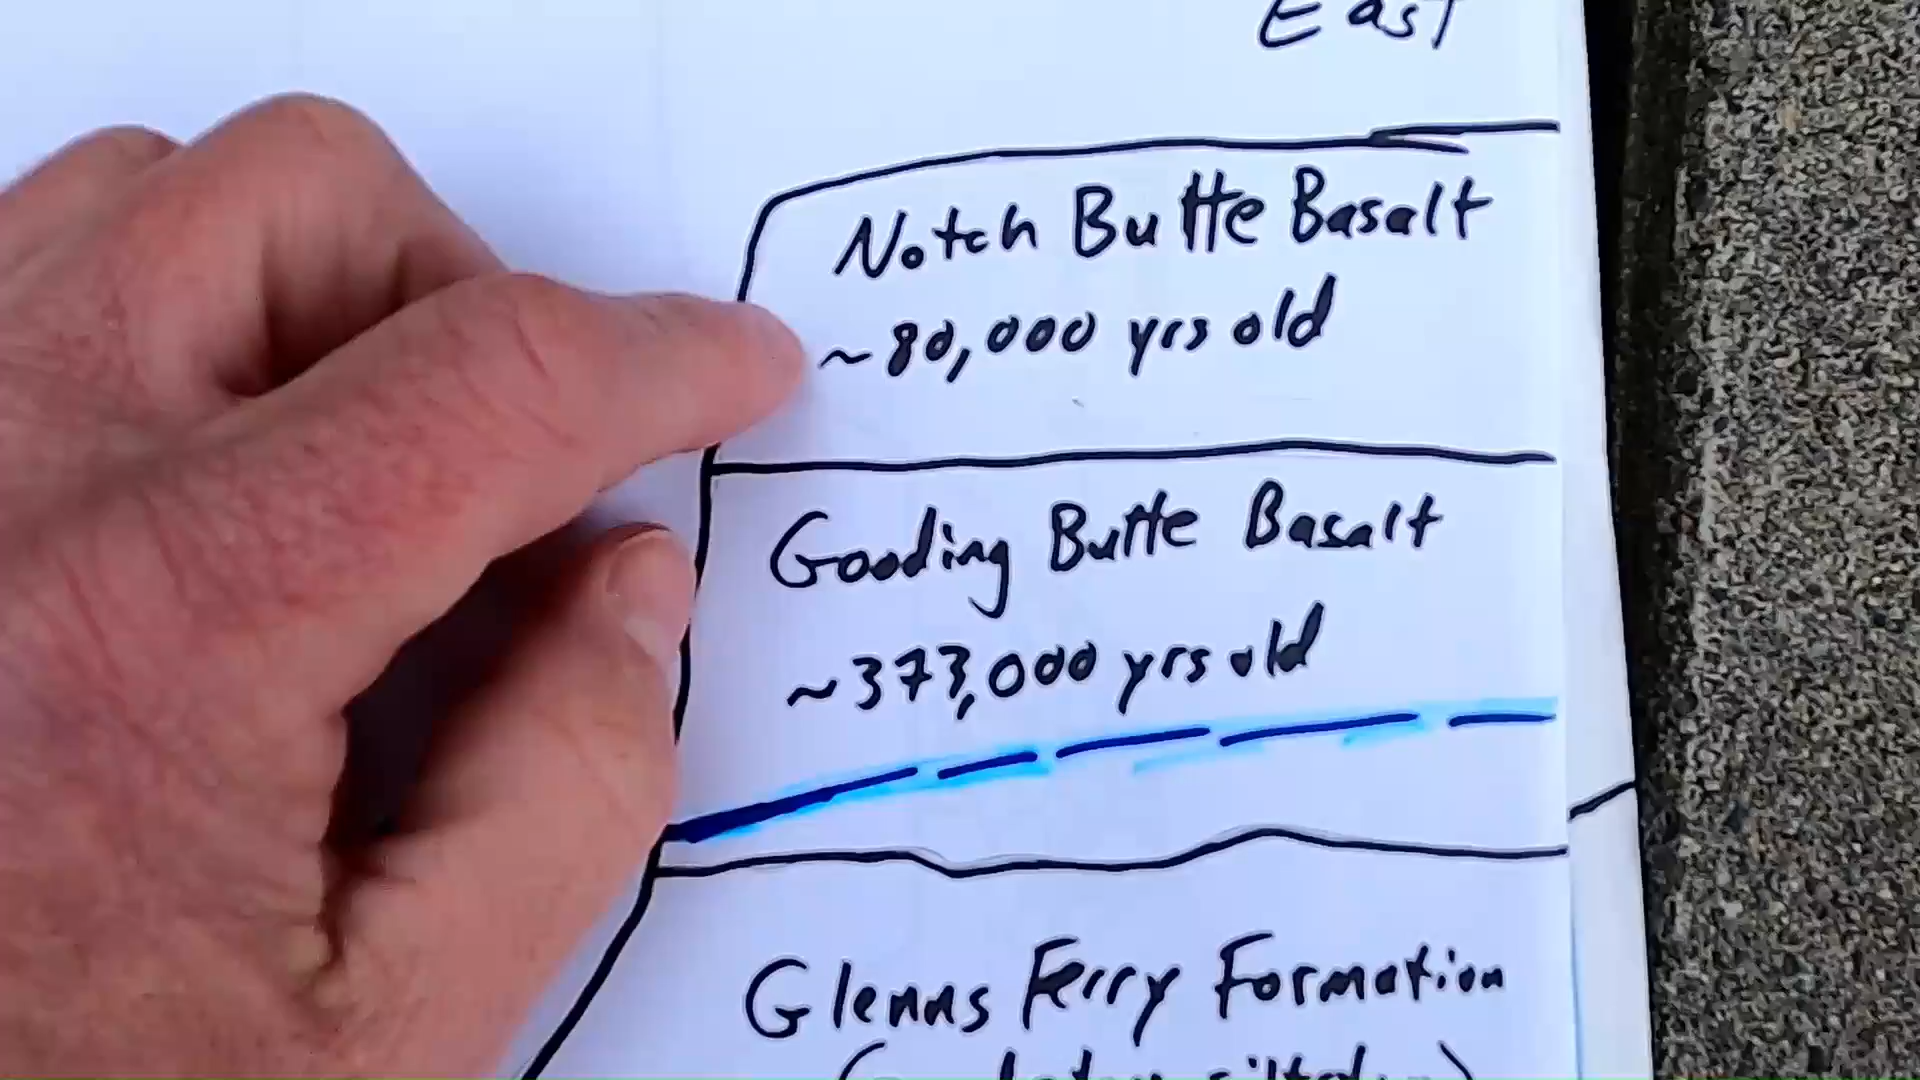 East
Notch Butte Basalt
~80,000 yrs old
Gooding Butte Basalt
~373,000 yrs old
Glenns Ferry Formation